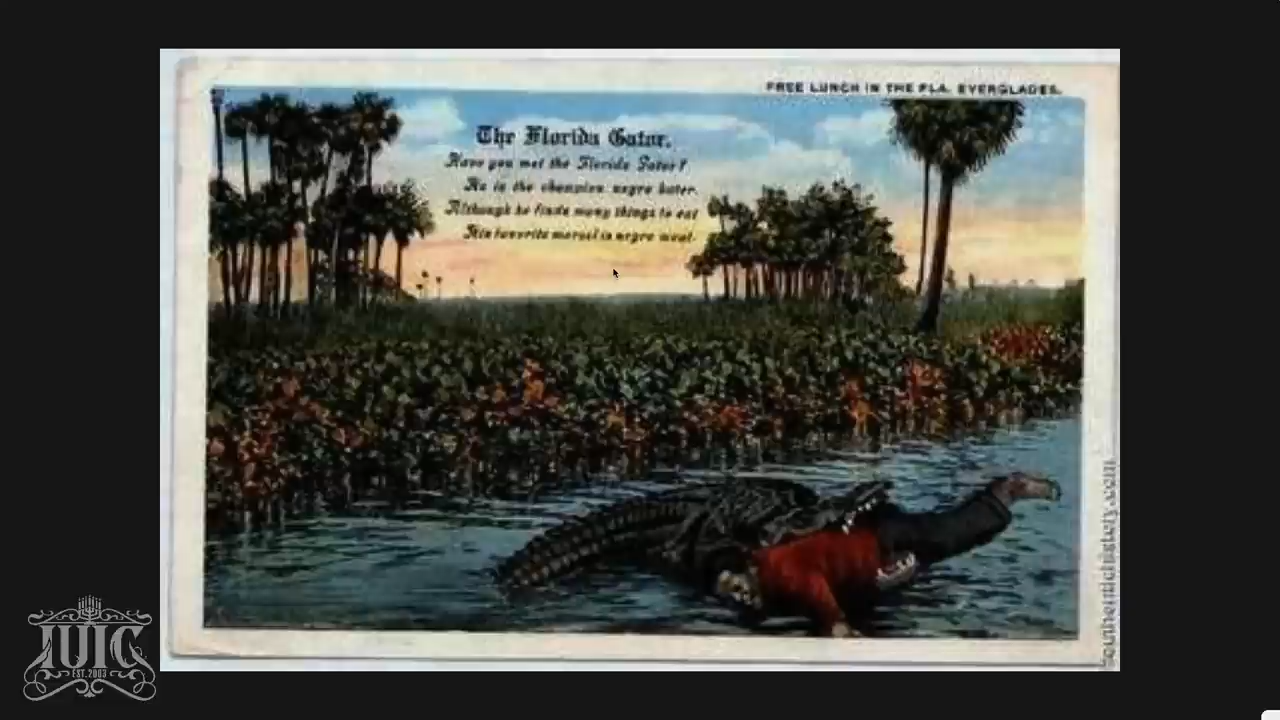 FREE LUNCH IN THE FLA. EVERGLADES.
The Florida Gator.
Have you met the Florida Gator?
He is the champion negro hater.
Although he finds many things to eat
His favorite morsel is negro meat.
authentichistory.com
IUIC
EST. 2003